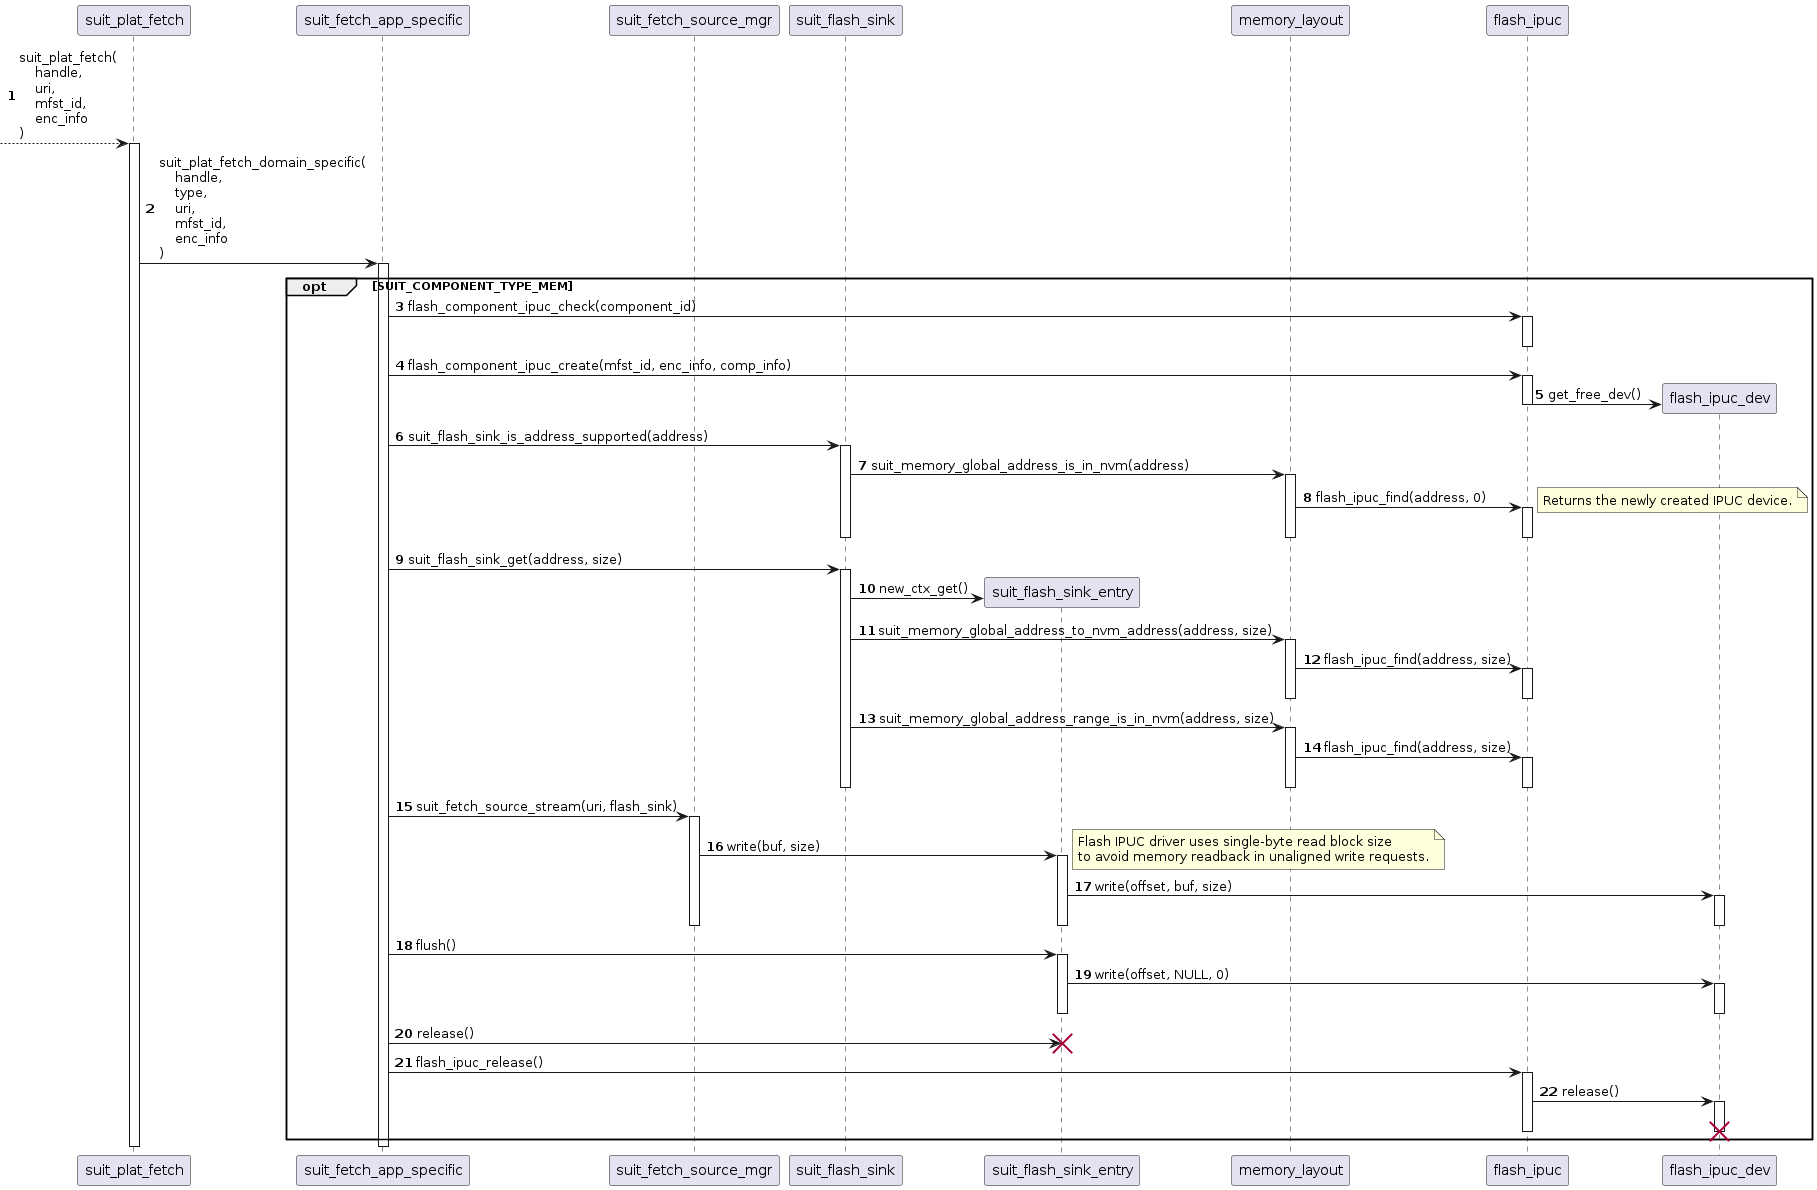 suit_plat_fetch
suit_fetch_app_specific
suit_fetch_source_mgr
suit_flash_sink
memory_layout
flash_ipuc
suit_plat_fetch(
handle,
uri,
1
mfst_id,
enc_info
)
suit_plat_fetch_domain_specific(
handle,
type,
2 uri,
mfst_id,
enc_info
)
opt [SUIT_COMPONENT_TYPE_MEM]
3 flash_component_ipuc_check(component_id)
4 flash_component_ipuc_create(mfst_id, enc_info, comp_info)
5 get_free_dev()
flash_ipuc_dev
6 suit_flash_sink_is_address_supported(address)
7 suit_memory_global_address_is_in_nvm(address)
8 flash_ipuc_find(address, 0)
Returns the newly created IPUC device.
9 suit_flash_sink_get(address, size)
10 new_ctx_get()
suit_flash_sink_entry
11 suit_memory_global_address_to_nvm_address(address, size)
12 flash_ipuc_find(address, size)
13 suit_memory_global_address_range_is_in_nvm(address, size)
14 flash_ipuc_find(address, size)
15 suit_fetch_source_stream(uri, flash_sink)
16 write(buf, size)
Flash IPUC driver uses single-byte read block size
to avoid memory readback in unaligned write requests.
17 write(offset, buf, size)
18 flush()
19 write(offset, NULL, 0)
20 release()
21 flash_ipuc_release()
22 release()
suit_plat_fetch
suit_fetch_app_specific
suit_fetch_source_mgr
suit_flash_sink
suit_flash_sink_entry
memory_layout
flash_ipuc
flash_ipuc_dev